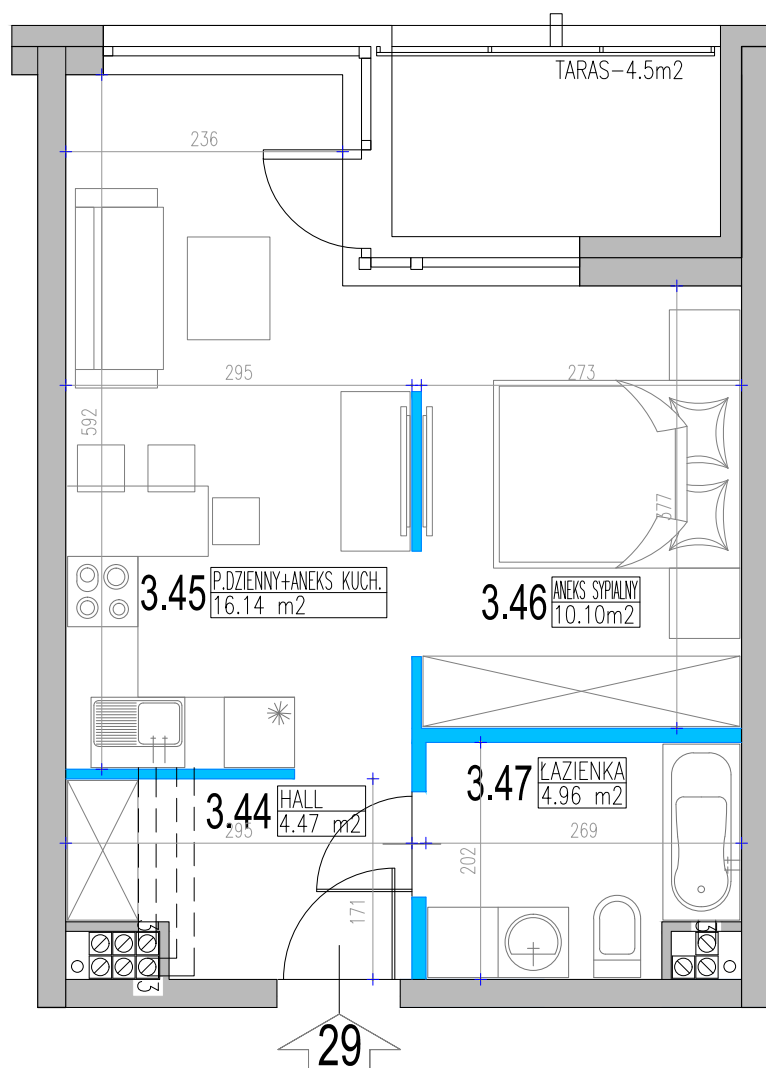 TARAS-4.5m2
236
295
273
592
377
3.45 P.DZIENNY+ANEKS KUCH.
16.14 m2
3.46 ANEKS SYPIALNY
10.10m2
3.44 HALL
4.47 m2
3.47 ŁAZIENKA
4.96 m2
295
269
202
171
29